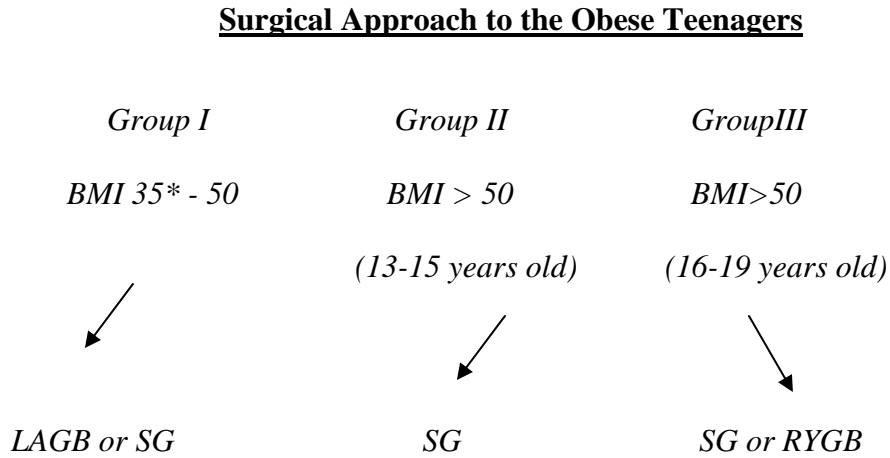 Surgical Approach to the Obese Teenagers
Group I Group II GroupIII
BMI 35* - 50 BMI > 50 BMI>50
(13-15 years old) (16-19 years old)
LAGB or SG SG SG or RYGB